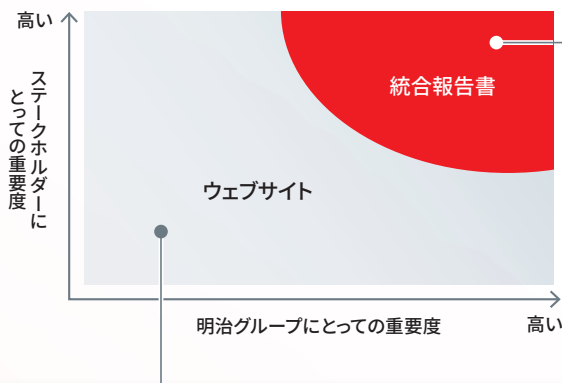 高い
ステークホルダーに
とっての重要度
統合報告書
ウェブサイト
明治グループにとっての重要度
高い